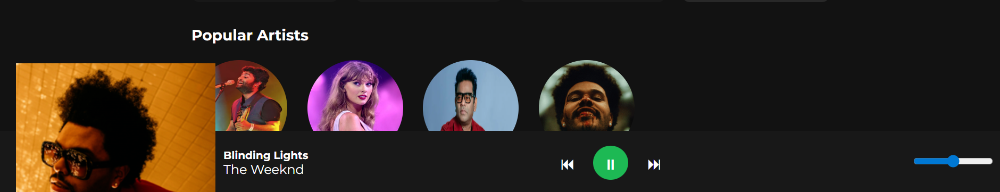 Popular Artists
Blinding Lights
The Weeknd